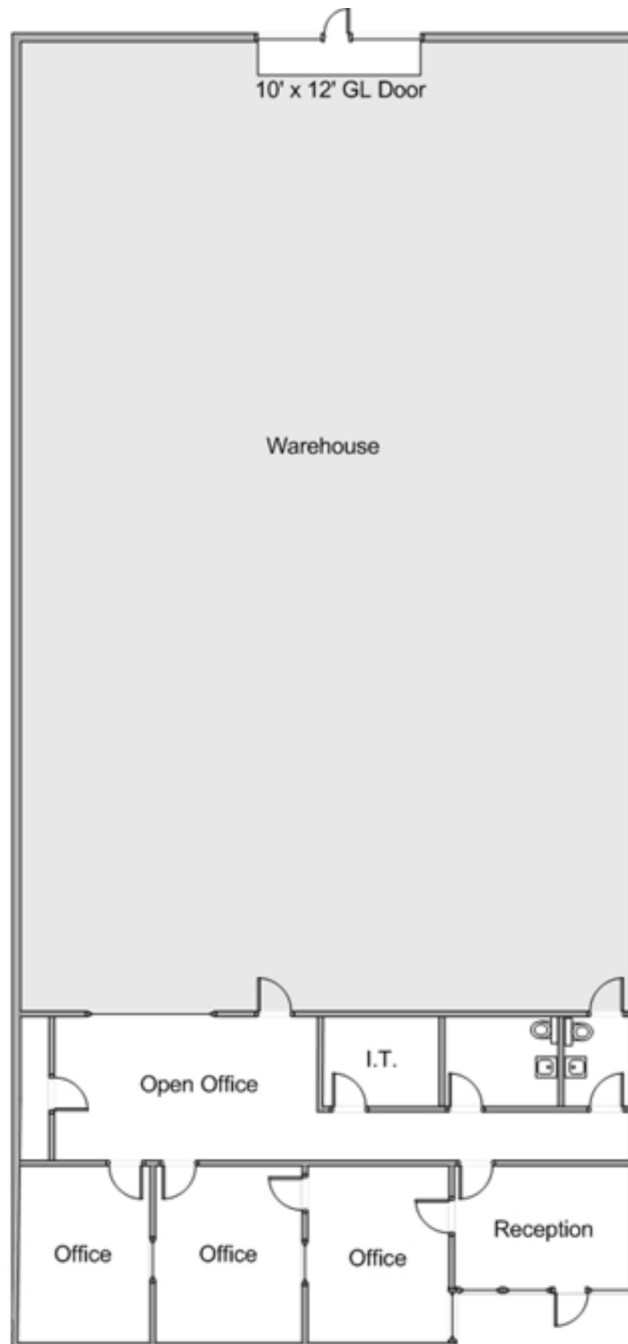 10' x 12' GL Door
Warehouse
I.T.
Open Office
Reception
Office
Office
Office